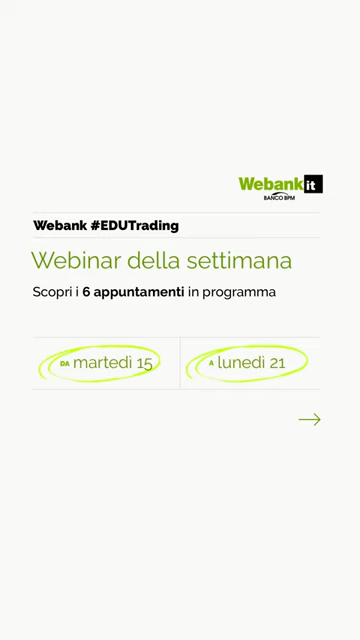 Webank it
BANCO BPM
Webank #EDUTrading
Webinar della settimana
Scopri i 6 appuntamenti in programma
DA martedì 15
A lunedì 21